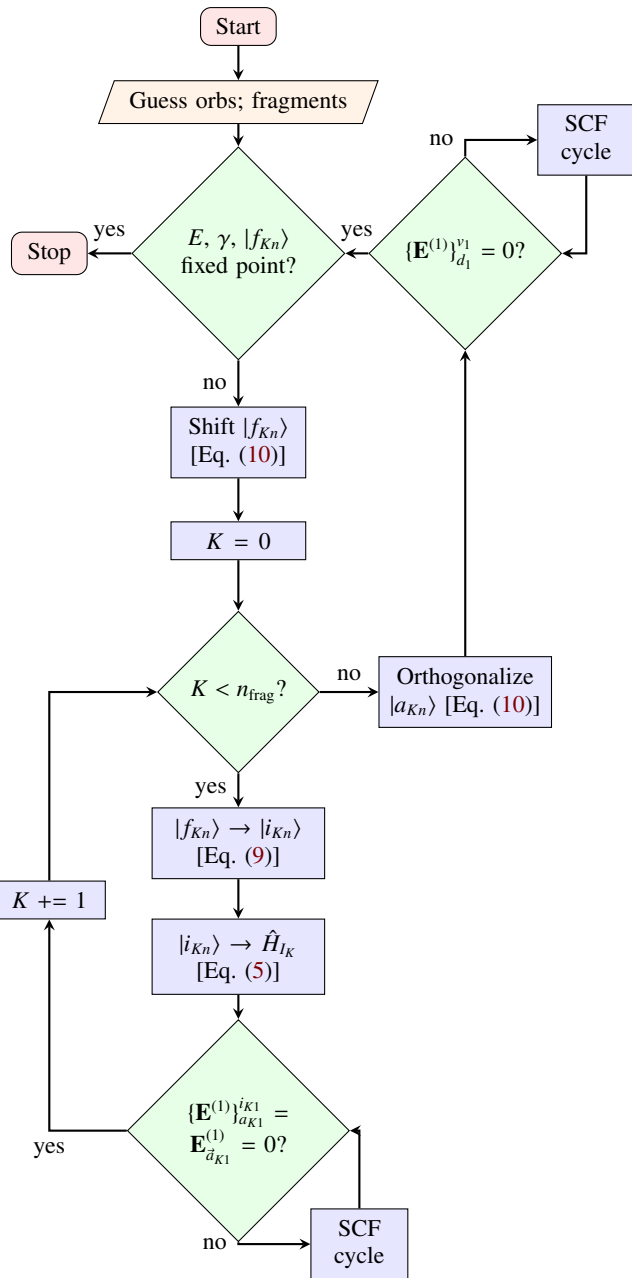 Start
Guess orbs; fragments
SCF
cycle
no
E, γ, |f_{Kn}⟩
fixed point?
yes
Stop
yes
{𝐄^{(1)}}^{v_1}_{d_1} = 0?
no
Shift |f_{Kn}⟩
[Eq. (10)]
K = 0
K < n_{frag}?
no
Orthogonalize
|a_{Kn}⟩ [Eq. (10)]
yes
|f_{Kn}⟩ → |i_{Kn}⟩
[Eq. (9)]
K += 1
|i_{Kn}⟩ → Ĥ_{I_K}
[Eq. (5)]
{𝐄^{(1)}}^{i_{K1}}_{a_{K1}} =
𝐄^{(1)}_{\vec{a}_{K1}} = 0?
yes
no
SCF
cycle